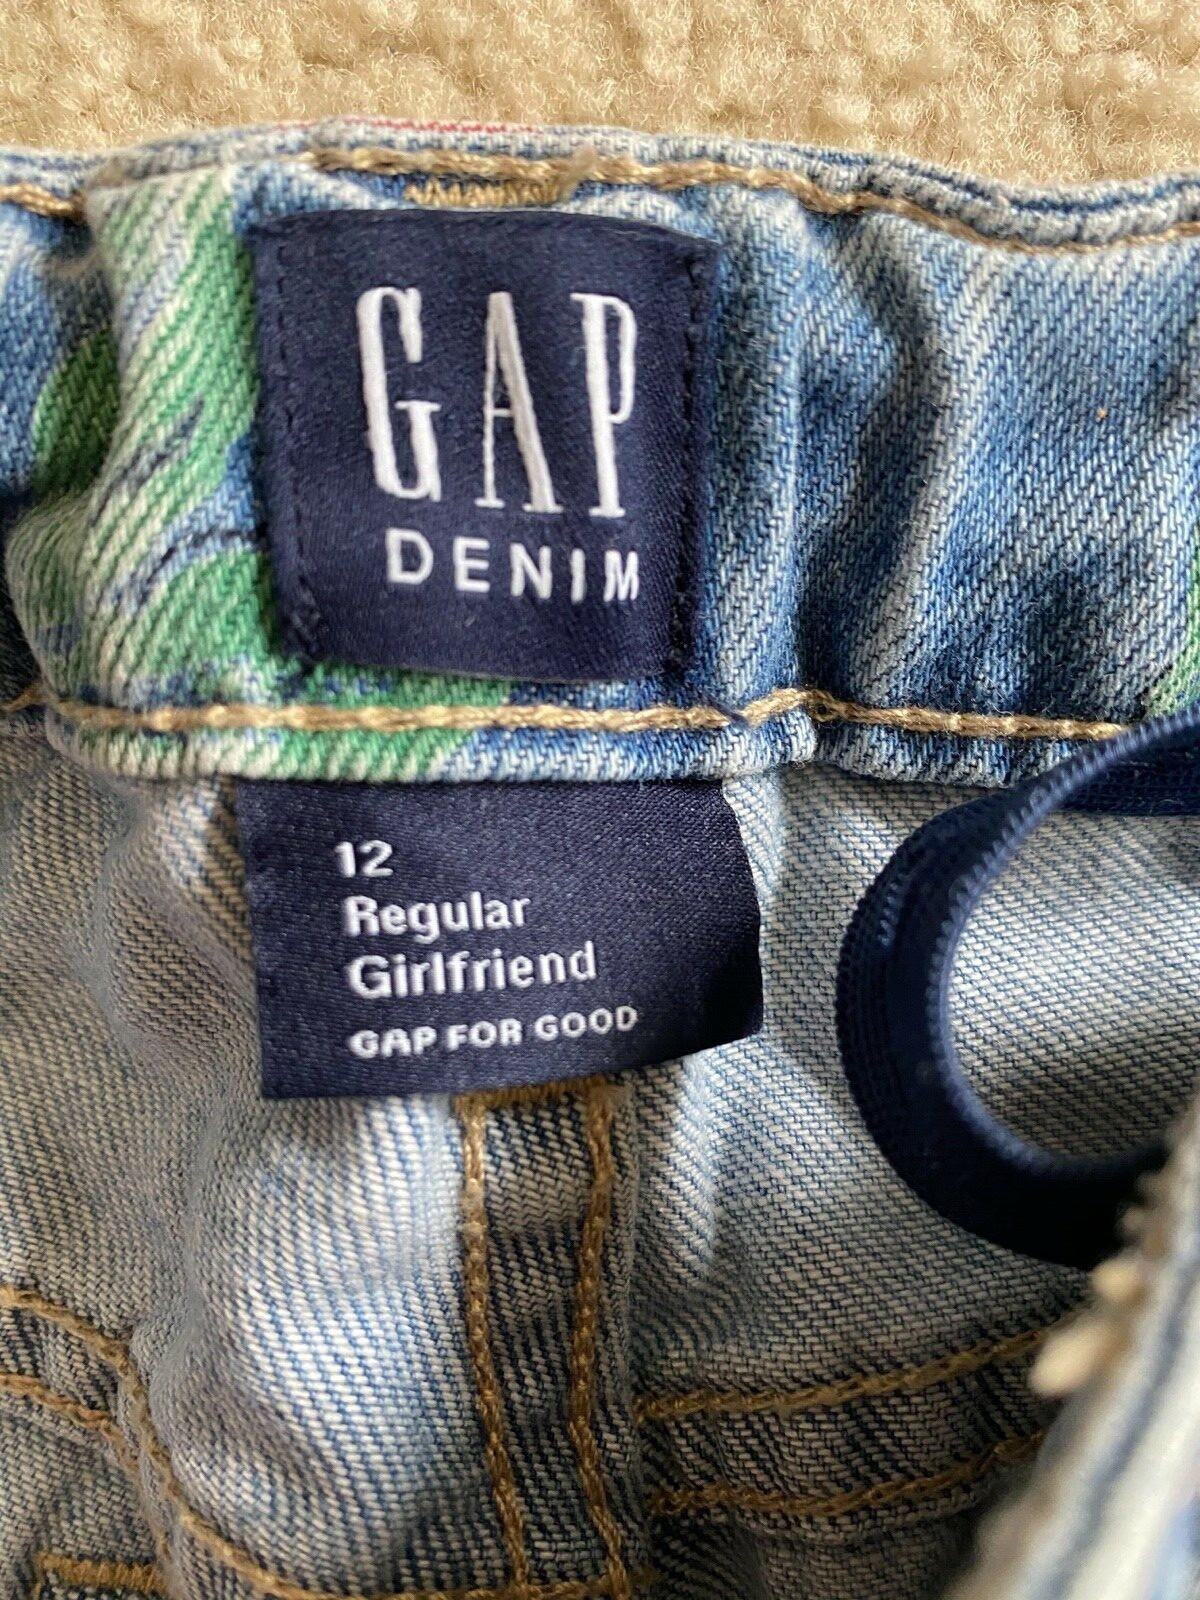 GAP
DENIM
12
Regular
Girlfriend
GAP FOR GOOD